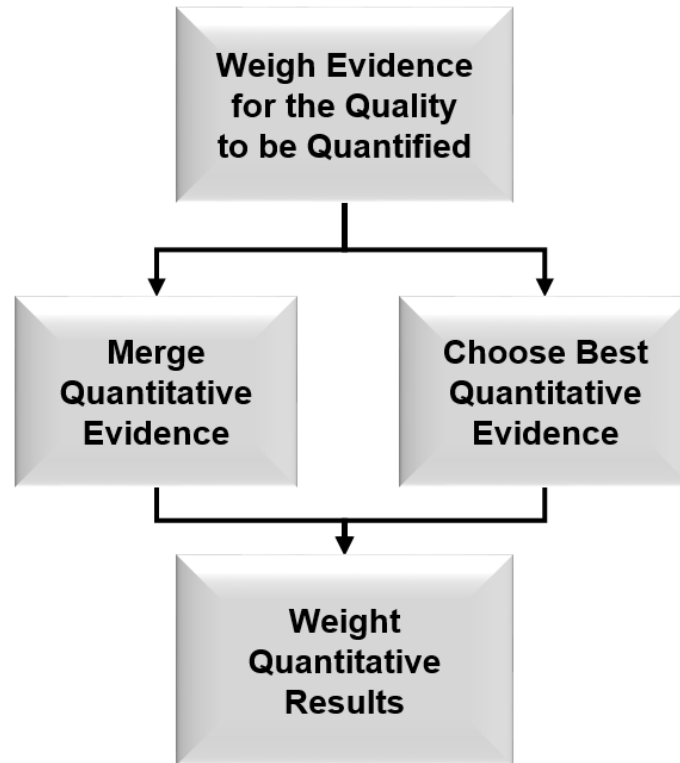 Weigh Evidence
for the Quality
to be Quantified
Merge
Quantitative
Evidence
Choose Best
Quantitative
Evidence
Weight
Quantitative
Results